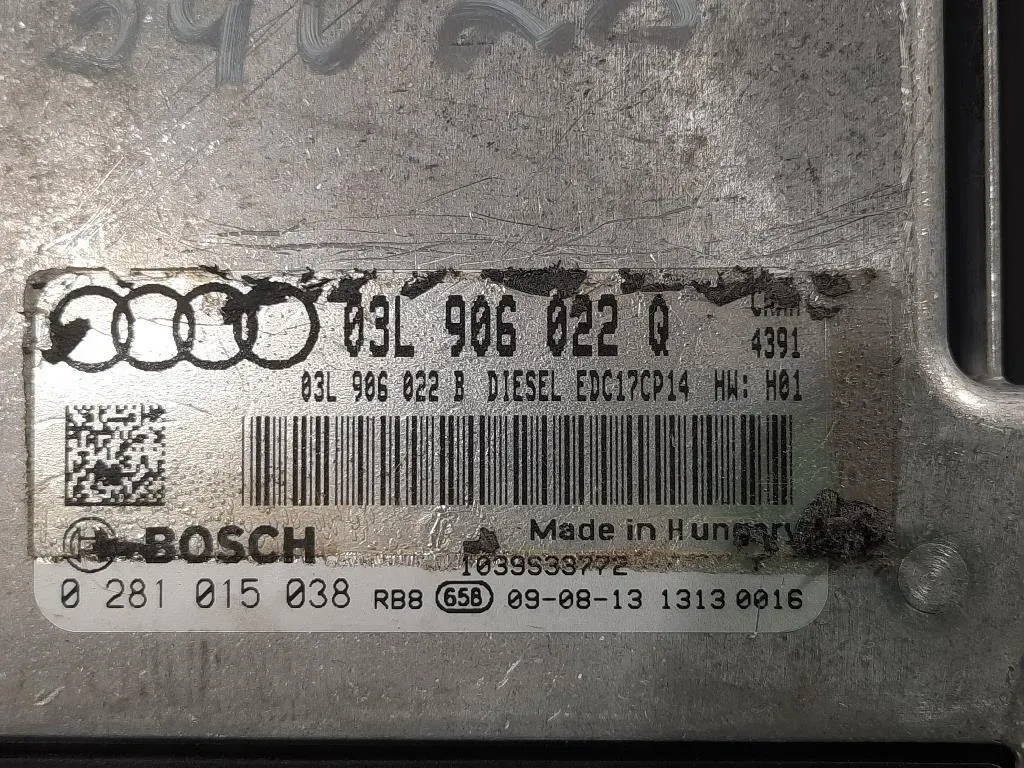 03L 906 022 Q
4391
03L 906 022 B DIESEL EDC17CP14 HW: H01
BOSCH
Made in Hungary
1039S38772
0 281 015 038 RB8 658 09-08-13 1313 0016